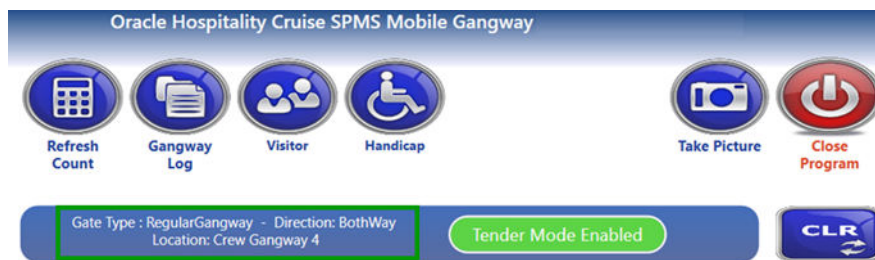 Oracle Hospitality Cruise SPMS Mobile Gangway
Refresh
Count
Gangway
Log
Visitor
Handicap
Take Picture
Close
Program
Gate Type : RegularGangway - Direction: BothWay
Location: Crew Gangway 4
Tender Mode Enabled
CLR